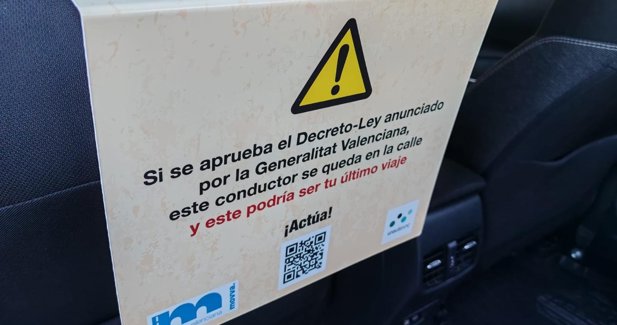 Si se aprueba el Decreto-Ley anunciado
por la Generalitat Valenciana,
este conductor se queda en la calle
y este podría ser tu último viaje
¡Actúa!
m
movva.